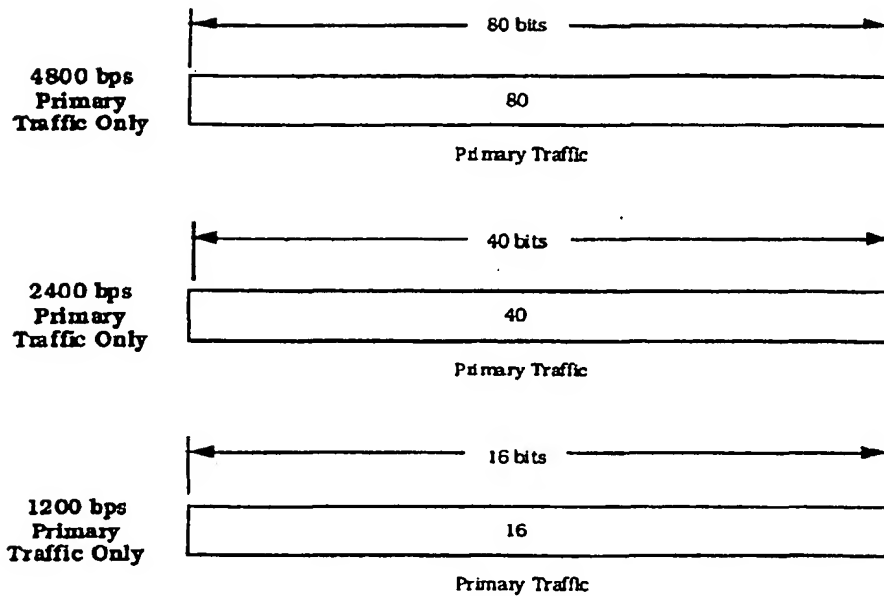 80 bits
4800 bps
Primary
Traffic Only
80
Primary Traffic
40 bits
2400 bps
Primary
Traffic Only
40
Primary Traffic
16 bits
1200 bps
Primary
Traffic Only
16
Primary Traffic